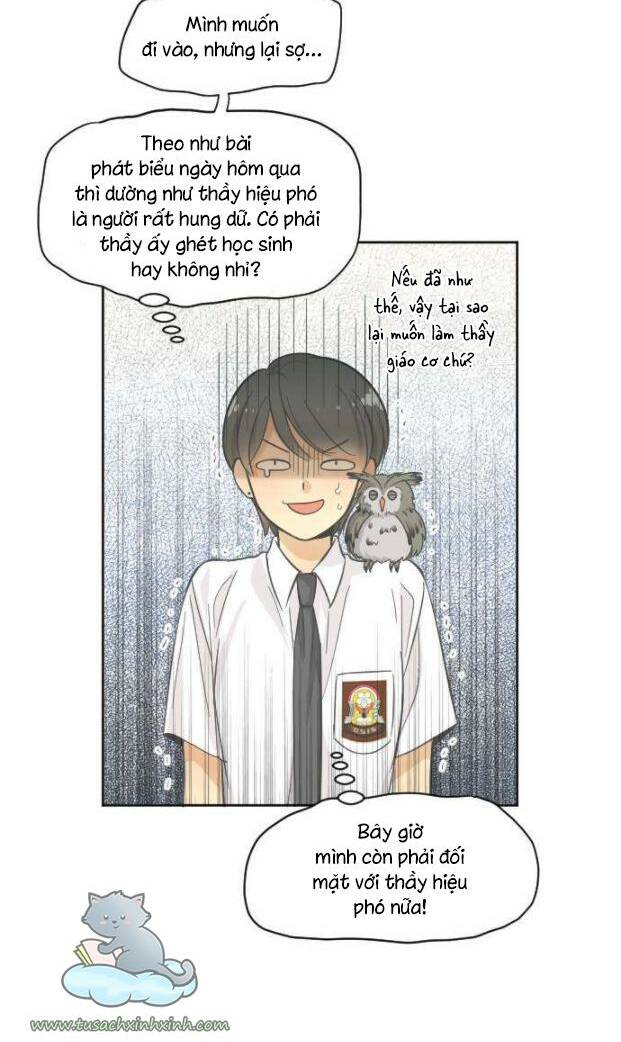 Mình muốn
đi vào, nhưng lại sợ...
Theo như bài
phát biểu ngày hôm qua
thì dường như thầy hiệu phó
là người rất hung dữ. Có phải
thầy ấy ghét học sinh
hay không nhỉ?
Nếu đã như
thế, vậy tại sao
lại muốn làm thầy
giáo cơ chứ?
OSIS
Bây giờ
mình còn phải đối
mặt với thầy hiệu
phó nữa!
www.tusachxinhxinh.com